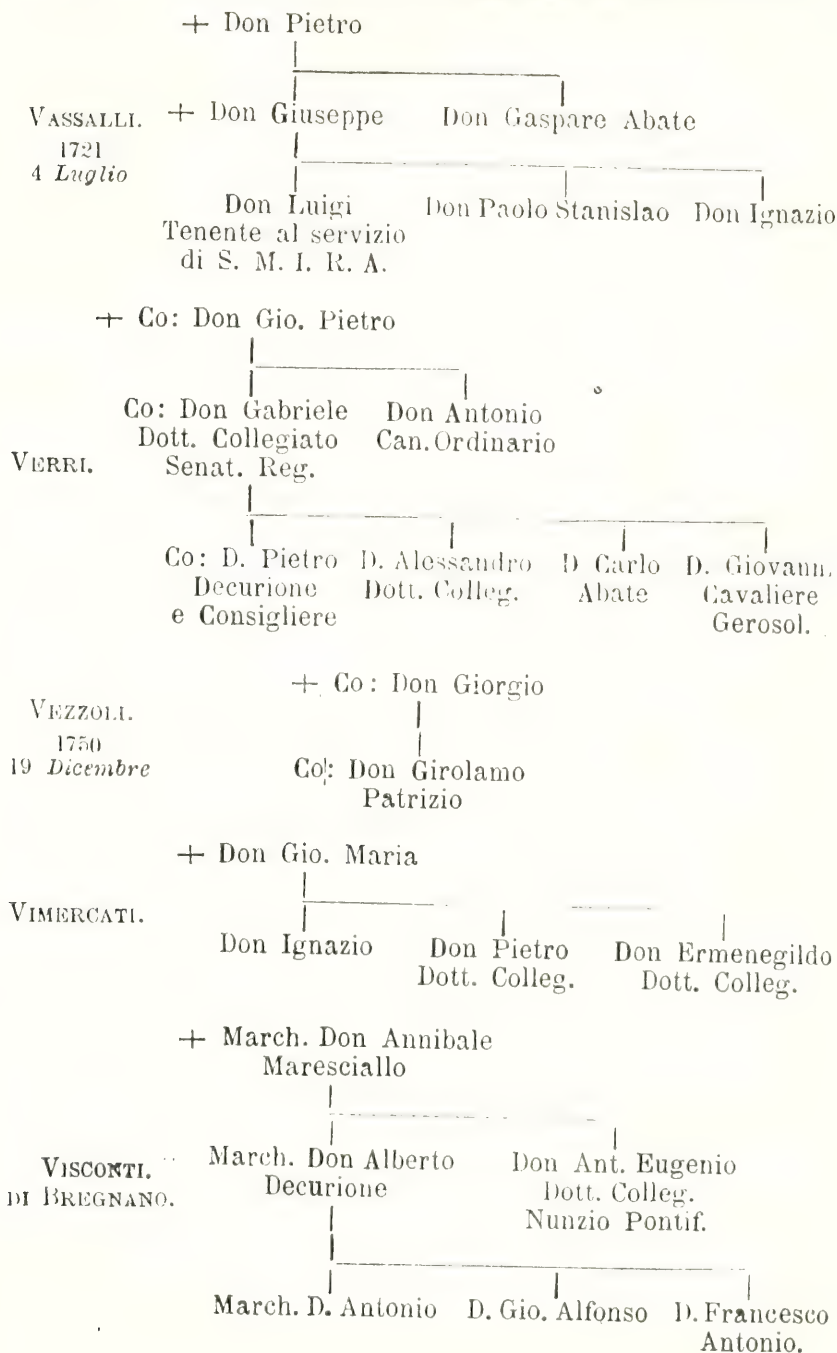 + Don Pietro
VASSALLI. + Don Giuseppe Don Gaspare Abate
1721
4 Luglio
Don Luigi Don Paolo Stanislao Don Ignazio
Tenente al servizio
di S. M. I. R. A.
+ Co: Don Gio. Pietro
Co: Don Gabriele Don Antonio
Dott. Collegiato Can. Ordinario
VERRI. Senat. Reg.
Co: D. Pietro D. Alessandro D Carlo D. Giovann.
Decurione Dott. Colleg. Abate Cavaliere
e Consigliere Gerosol.
+ Co: Don Giorgio
VEZZOLI.
1750
19 Dicembre Co: Don Girolamo
Patrizio
+ Don Gio. Maria
VIMERCATI.
Don Ignazio Don Pietro Don Ermenegildo
Dott. Colleg. Dott. Colleg.
+ March. Don Annibale
Maresciallo
VISCONTI. March. Don Alberto Don Ant. Eugenio
DI BREGNANO. Decurione Dott. Colleg.
Nunzio Pontif.
March. D. Antonio D. Gio. Alfonso D. Francesco
Antonio.